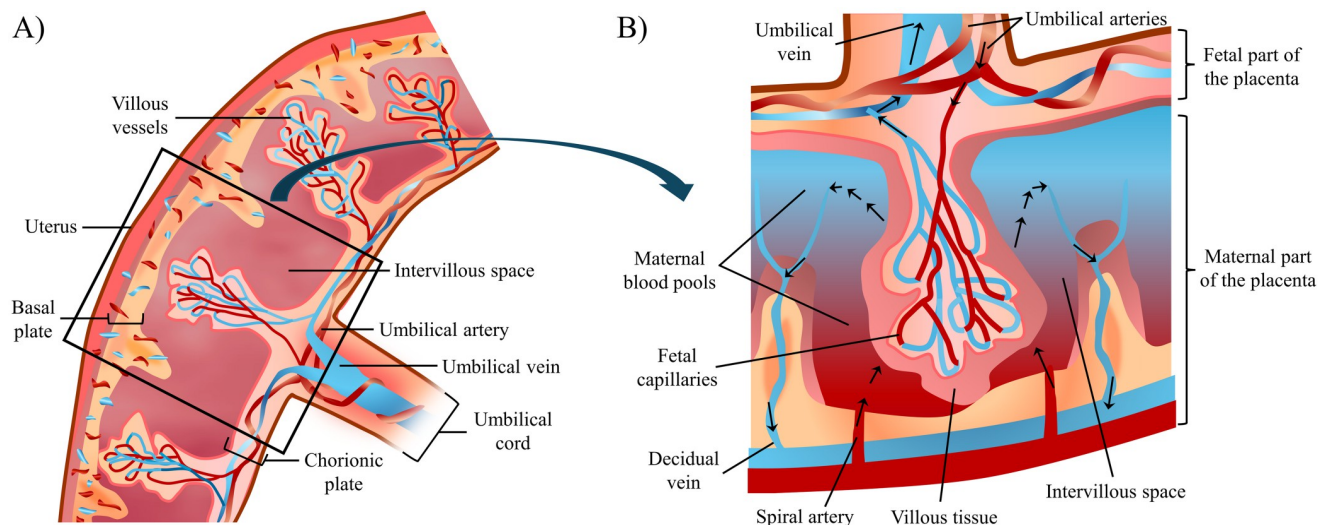 A)
Villous
vessels
Uterus
Basal
plate
Intervillous space
Umbilical artery
Umbilical vein
Umbilical
cord
Chorionic
plate
B)
Umbilical
vein
Umbilical arteries
Fetal part of
the placenta
Maternal
blood pools
Maternal part
of the placenta
Fetal
capillaries
Decidual
vein
Spiral artery
Villous tissue
Intervillous space